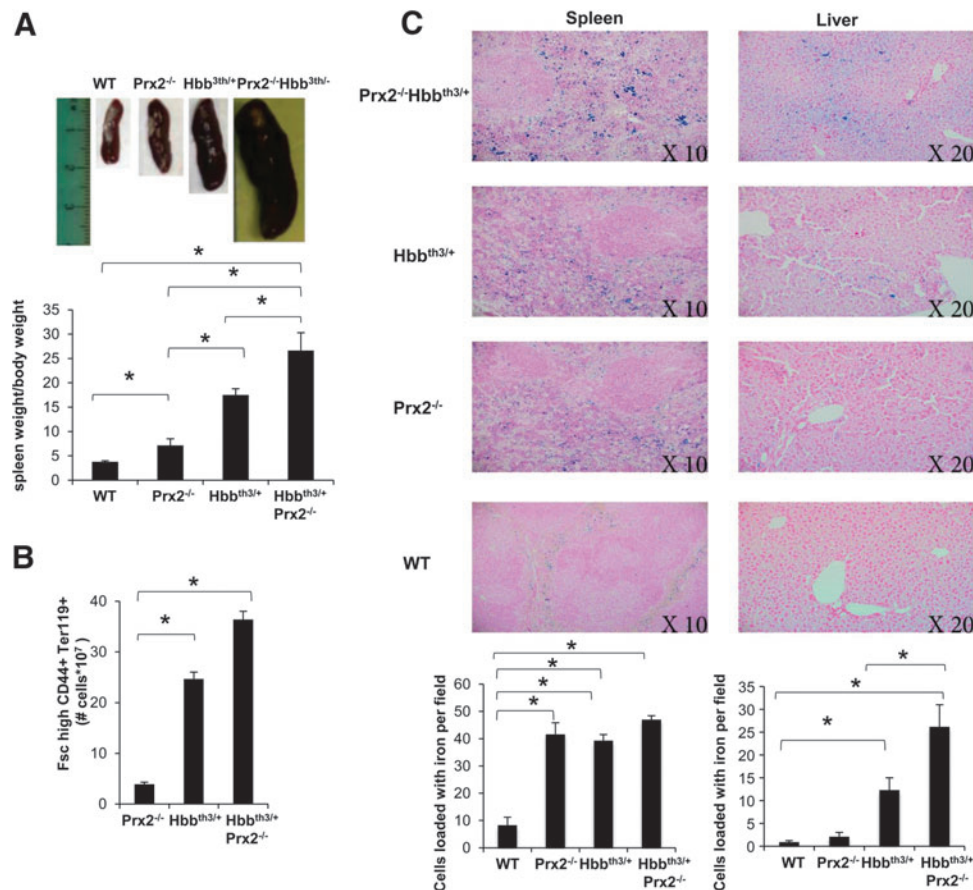 A
WT Prx2-/- Hbb3th/+ Prx2-/-Hbb3th/-
*
*
*
*
*
35
30
25
20
15
10
5
0
spleen weight/body weight
WT Prx2-/- Hbbth3/+ Hbbth3/+
Prx2-/-
B
*
*
40
20
0
Fsc high CD44+ Ter119+
(# cells*10⁷)
Prx2-/- Hbbth3/+ Hbbth3/+
Prx2-/-
C
Spleen Liver
Prx2-/-Hbbth3/+
X 10 X 20
Hbbth3/+
X 10 X 20
Prx2-/-
X 10 X 20
WT
X 10 X 20
*
*
*
60
50
40
30
20
10
0
Cells loaded with iron per field
WT Prx2-/- Hbbth3/+ Hbbth3/+
Prx2-/-
*
*
*
35
30
25
20
15
10
5
0
Cells loaded with iron per field
WT Prx2-/- Hbbth3/+ Hbbth3/+
Prx2-/-